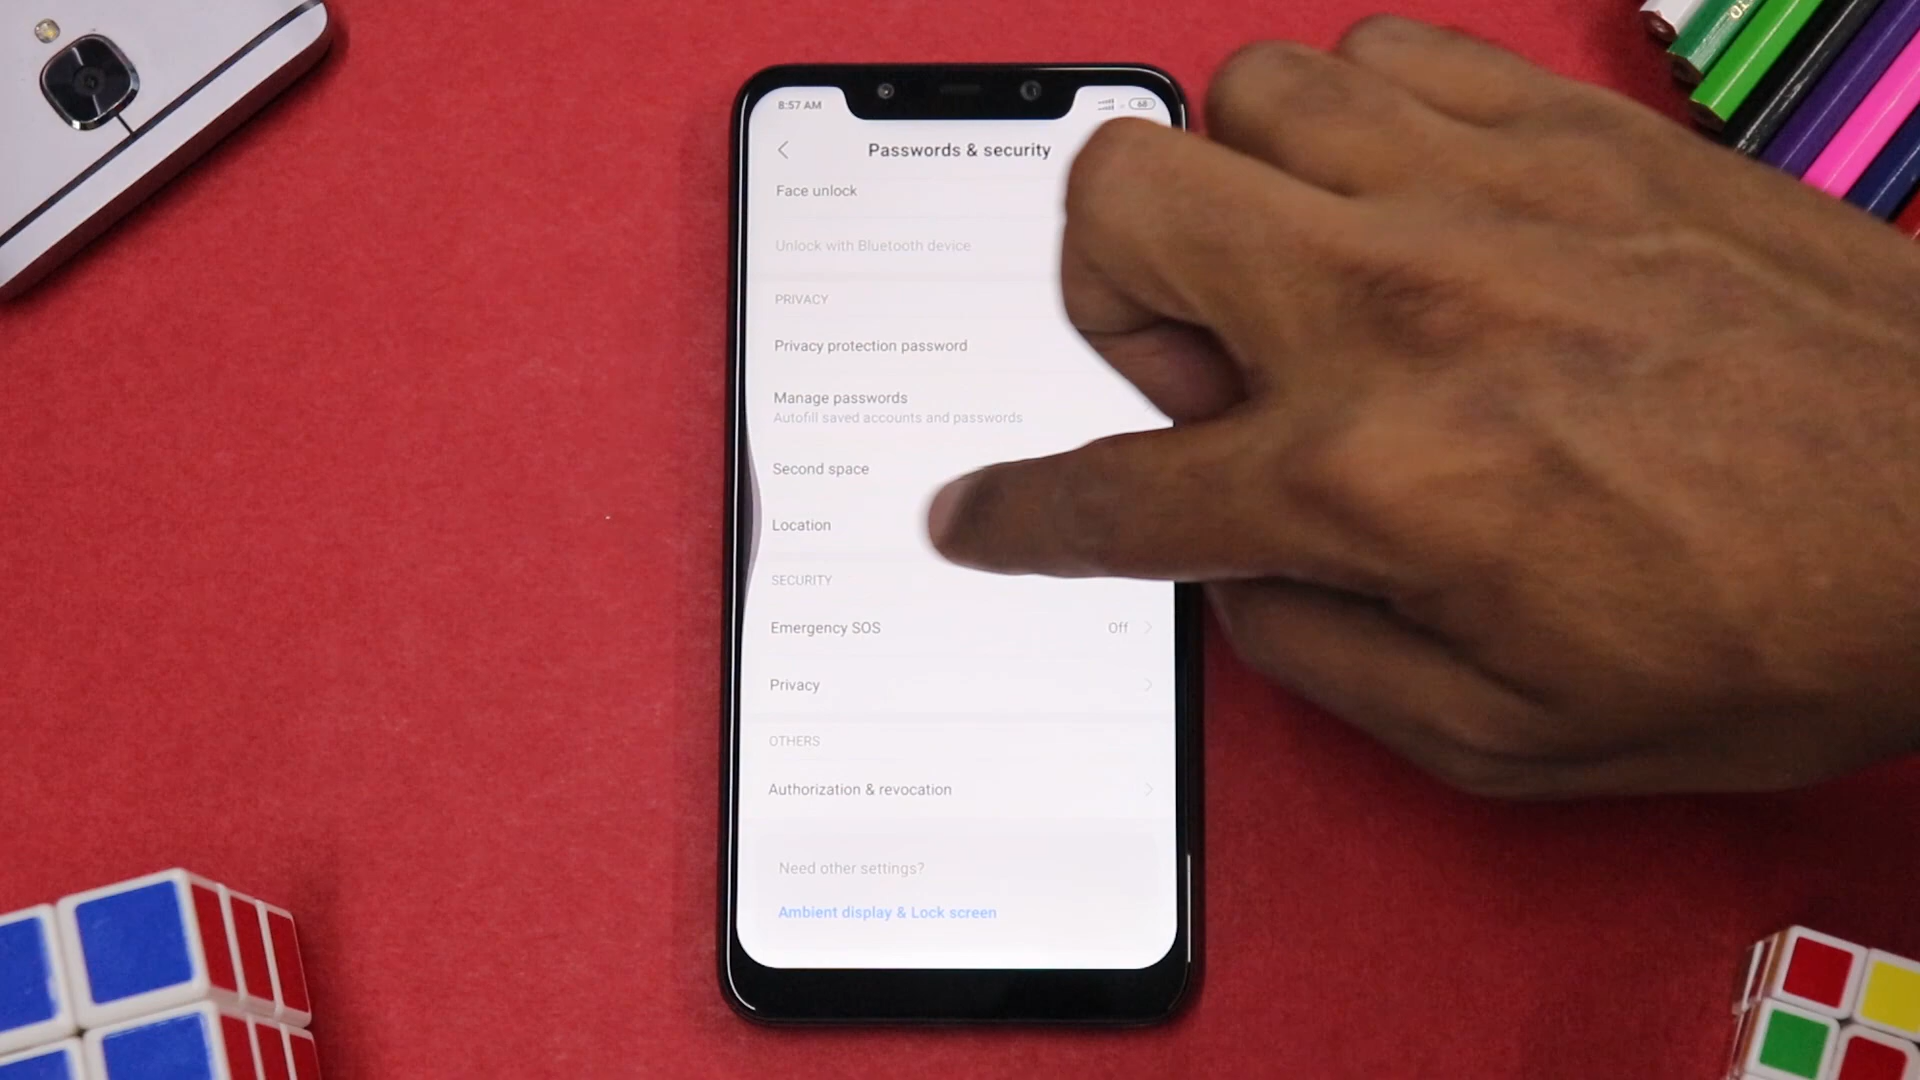 8:57 AM
68
Passwords & security
Face unlock
Unlock with Bluetooth device
PRIVACY
Privacy protection password
Manage passwords
Autofill saved accounts and passwords
Second space
Location
SECURITY
Emergency SOS
Off
Privacy
OTHERS
Authorization & revocation
Need other settings?
Ambient display & Lock screen